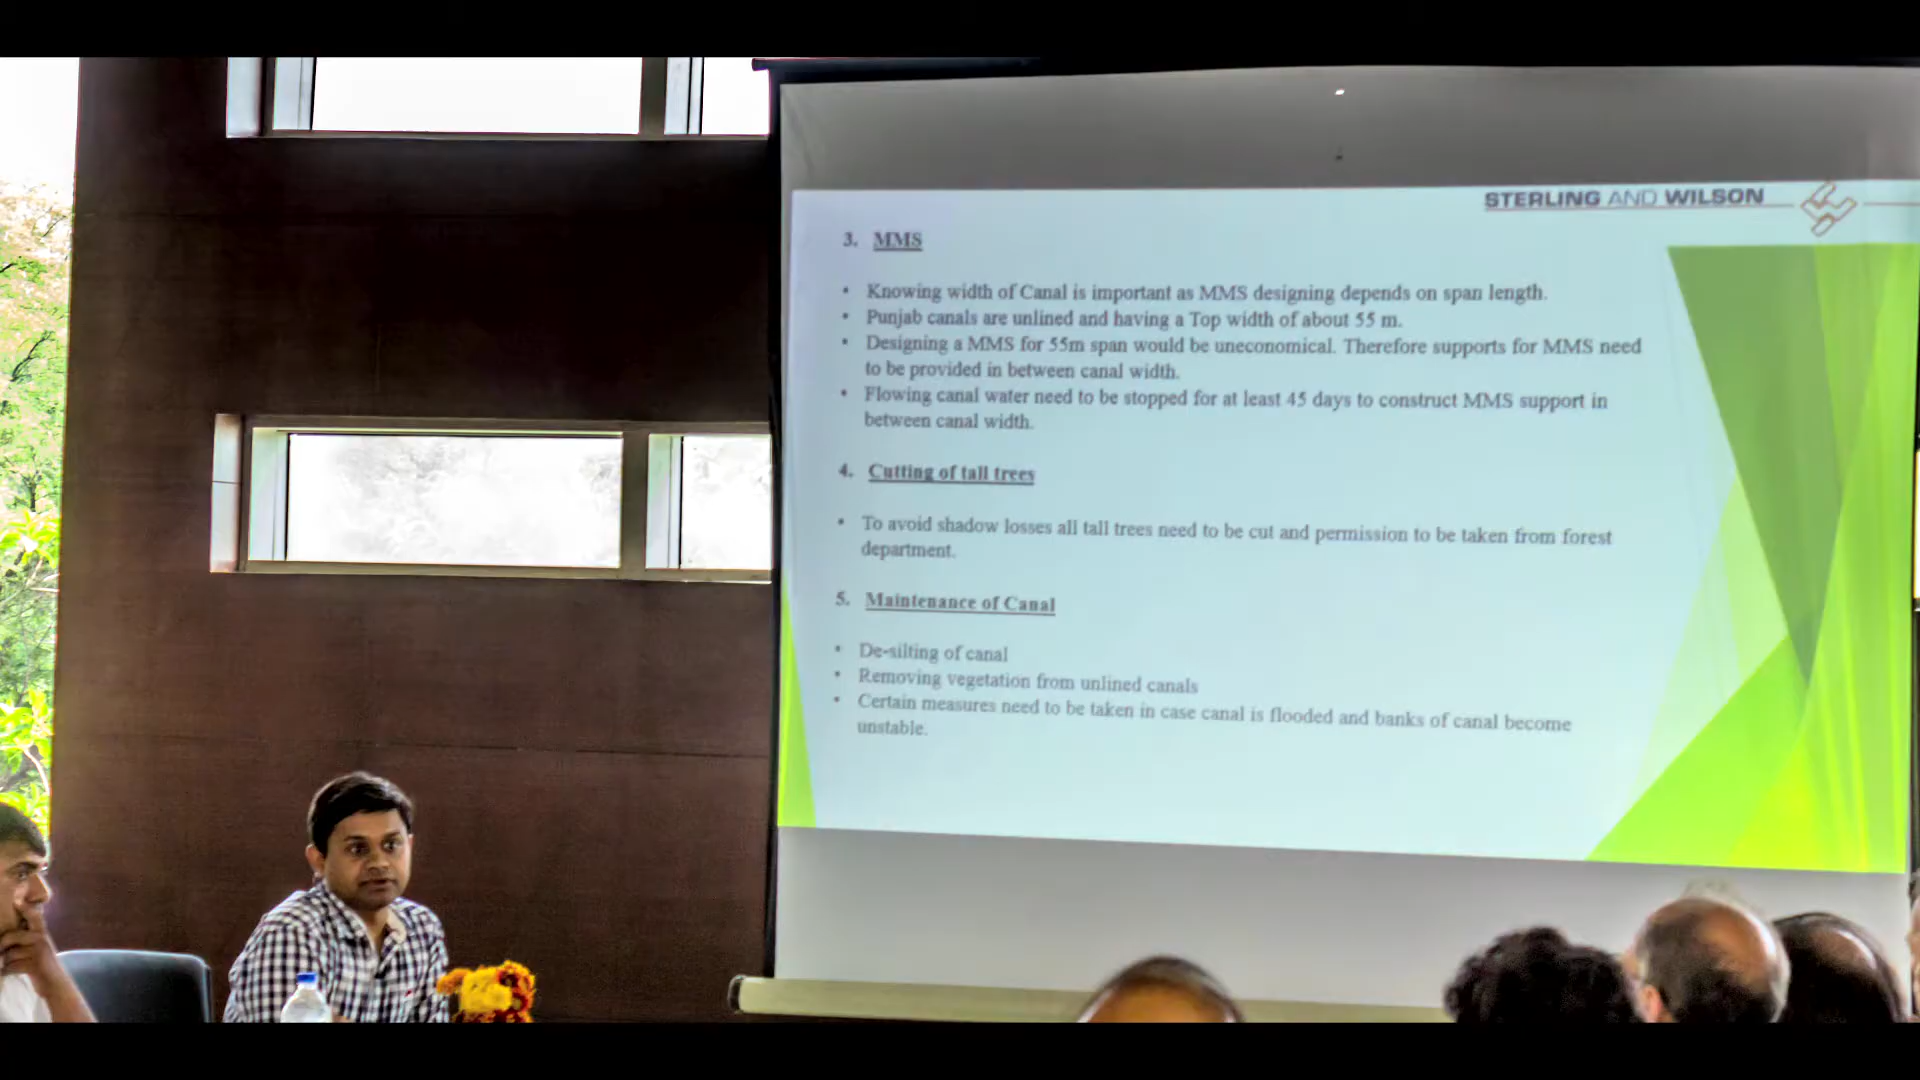 STERLING AND WILSON
3. MMS
• Knowing width of Canal is important as MMS designing depends on span length.
• Punjab canals are unlined and having a Top width of about 55 m.
• Designing a MMS for 55m span would be uneconomical. Therefore supports for MMS need
to be provided in between canal width.
• Flowing canal water need to be stopped for at least 45 days to construct MMS support in
between canal width.
4. Cutting of tall trees
• To avoid shadow losses all tall trees need to be cut and permission to be taken from forest
department.
5. Maintenance of Canal
• De-silting of canal
• Removing vegetation from unlined canals
• Certain measures need to be taken in case canal is flooded and banks of canal become
unstable.